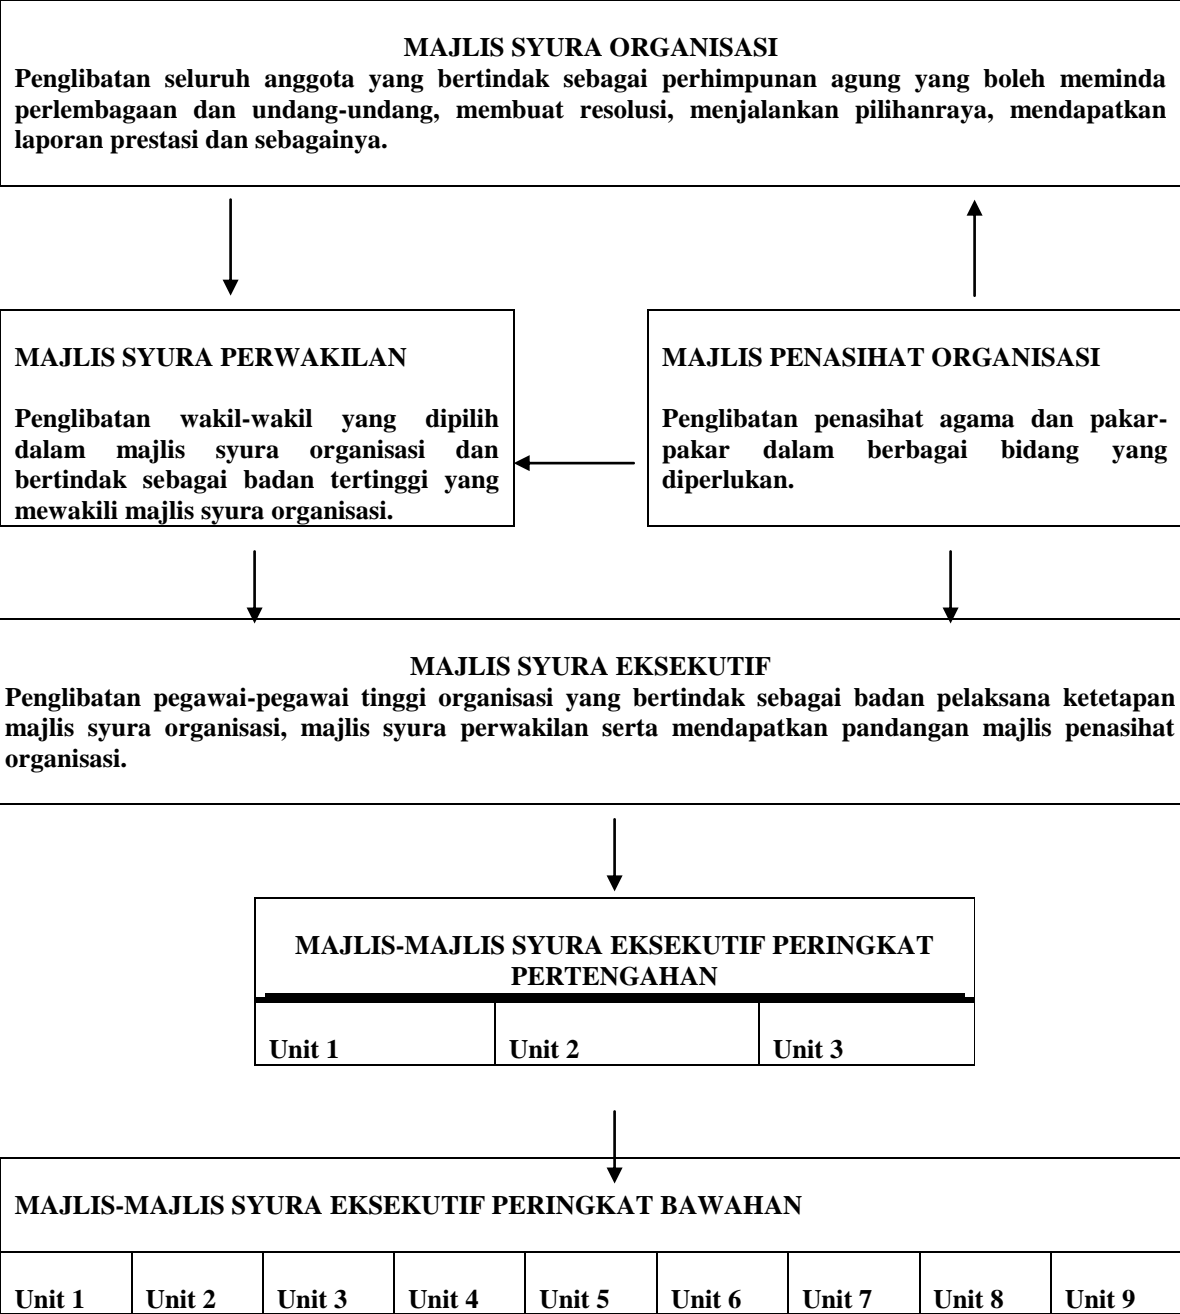 MAJLIS SYURA ORGANISASI
Penglibatan seluruh anggota yang bertindak sebagai perhimpunan agung yang boleh meminda
perlembagaan dan undang-undang, membuat resolusi, menjalankan pilihanraya, mendapatkan
laporan prestasi dan sebagainya.
MAJLIS SYURA PERWAKILAN
Penglibatan wakil-wakil yang dipilih
dalam majlis syura organisasi dan
bertindak sebagai badan tertinggi yang
mewakili majlis syura organisasi.
MAJLIS PENASIHAT ORGANISASI
Penglibatan penasihat agama dan pakar-
pakar dalam berbagai bidang yang
diperlukan.
MAJLIS SYURA EKSEKUTIF
Penglibatan pegawai-pegawai tinggi organisasi yang bertindak sebagai badan pelaksana ketetapan
majlis syura organisasi, majlis syura perwakilan serta mendapatkan pandangan majlis penasihat
organisasi.
MAJLIS-MAJLIS SYURA EKSEKUTIF PERINGKAT
PERTENGAHAN
Unit 1 Unit 2 Unit 3
MAJLIS-MAJLIS SYURA EKSEKUTIF PERINGKAT BAWAHAN
Unit 1 Unit 2 Unit 3 Unit 4 Unit 5 Unit 6 Unit 7 Unit 8 Unit 9